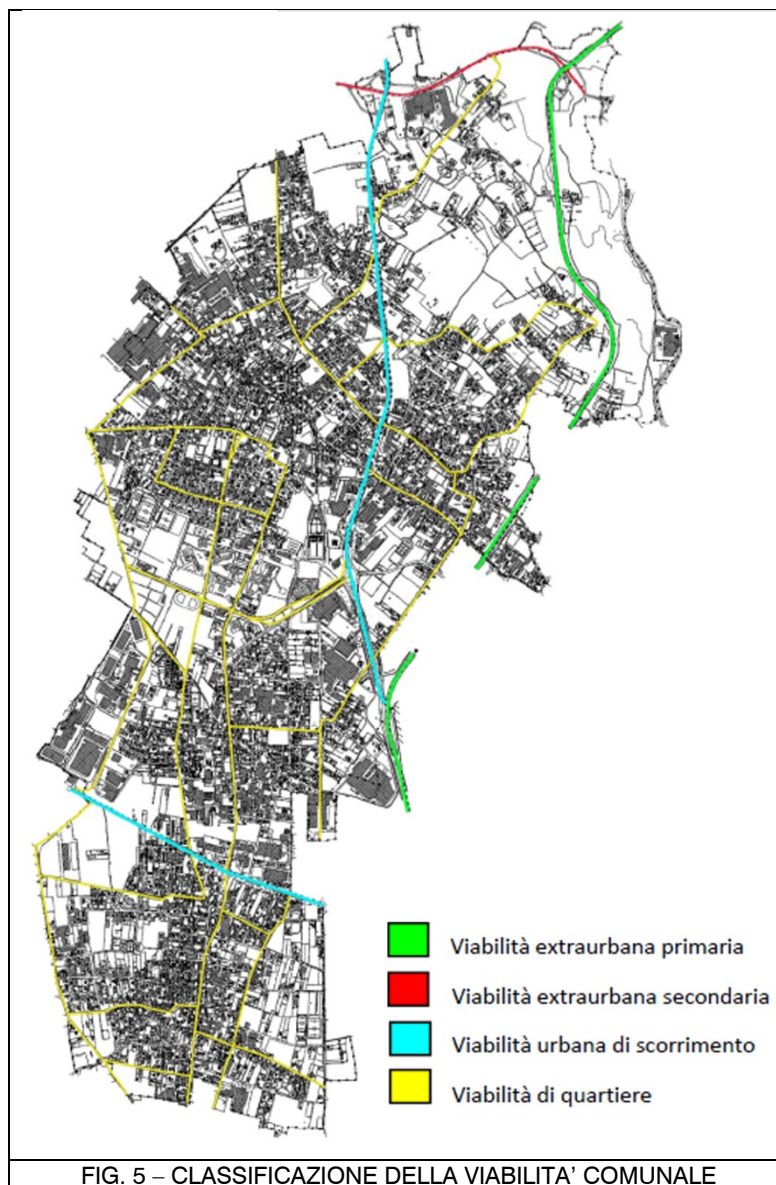 Viabilità extraurbana primaria
Viabilità extraurbana secondaria
Viabilità urbana di scorrimento
Viabilità di quartiere
FIG. 5 – CLASSIFICAZIONE DELLA VIABILITA’ COMUNALE